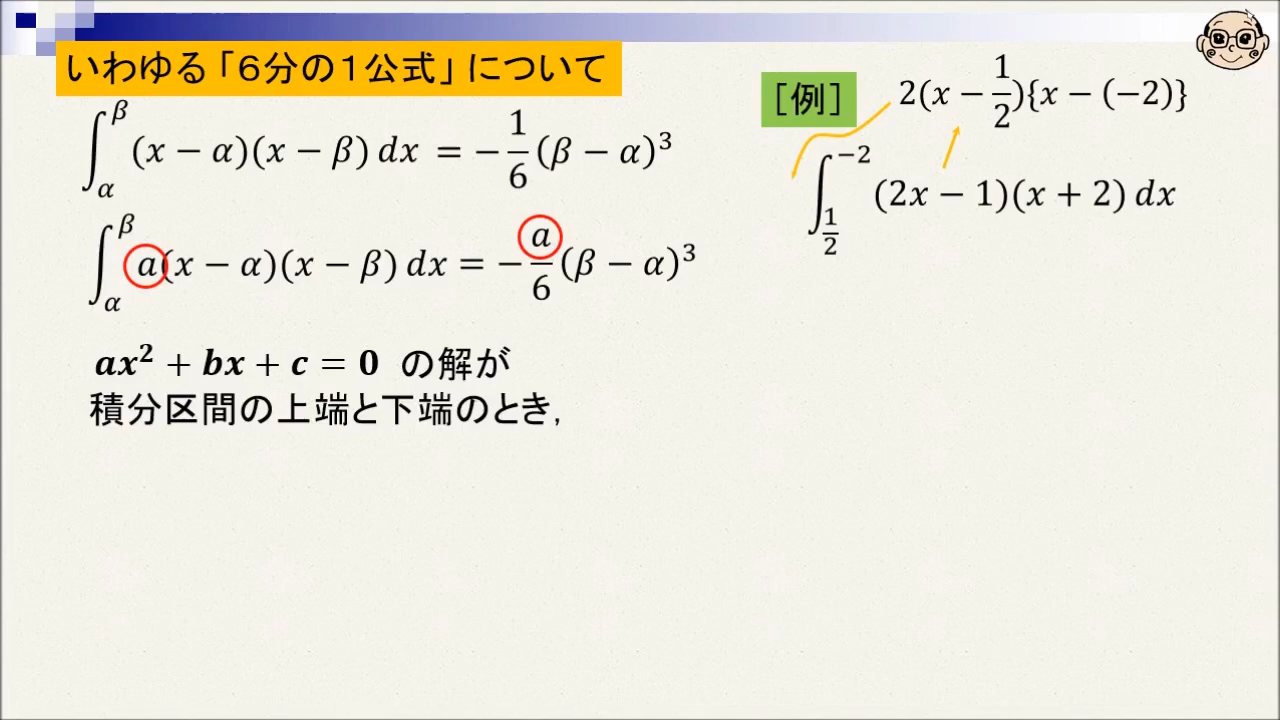 いわゆる「６分の１公式」について
∫_α^β (x − α)(x − β) dx = −1/6 (β − α)³
∫_α^β a(x − α)(x − β) dx = −a/6 (β − α)³
ax² + bx + c = 0 の解が
積分区間の上端と下端のとき,
［例］
2(x − 1/2){x − (−2)}
∫_{1/2}^{−2} (2x − 1)(x + 2) dx